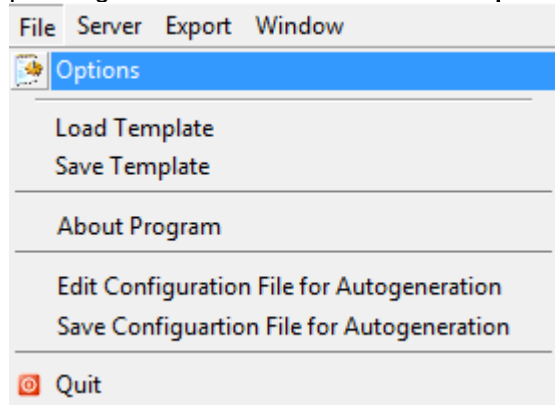 File Server Export Window
Options
Load Template
Save Template
About Program
Edit Configuration File for Autogeneration
Save Configuartion File for Autogeneration
Quit